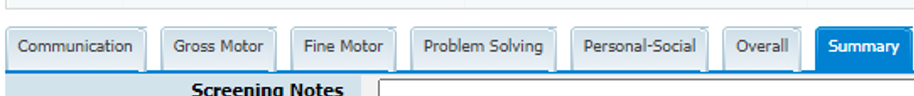 Communication Gross Motor Fine Motor Problem Solving Personal-Social Overall Summary
Screening Notes